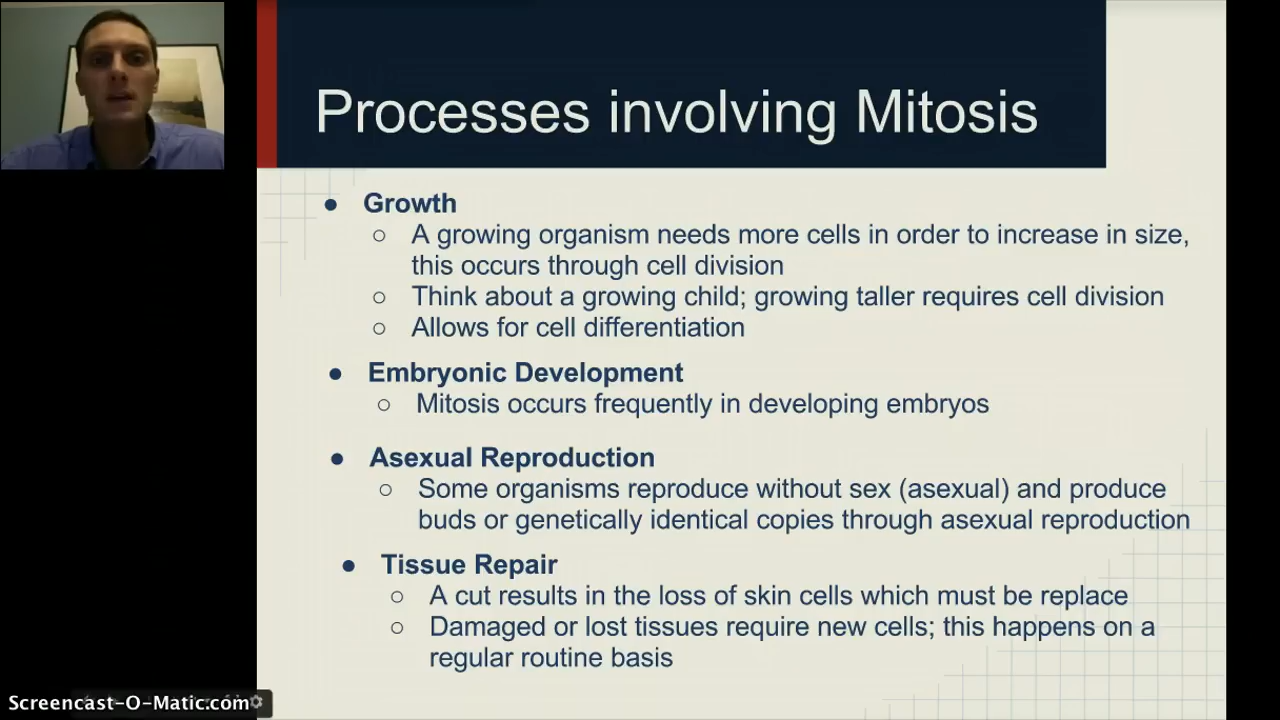 Processes involving Mitosis
● Growth
○ A growing organism needs more cells in order to increase in size,
this occurs through cell division
○ Think about a growing child; growing taller requires cell division
○ Allows for cell differentiation
● Embryonic Development
○ Mitosis occurs frequently in developing embryos
● Asexual Reproduction
○ Some organisms reproduce without sex (asexual) and produce
buds or genetically identical copies through asexual reproduction
● Tissue Repair
○ A cut results in the loss of skin cells which must be replace
○ Damaged or lost tissues require new cells; this happens on a
regular routine basis
Screencast-O-Matic.com